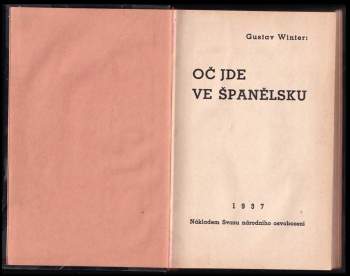 Gustav Winter:
OČ JDE
VE ŠPANĚLSKU
1937
Nákladem Svazu národního osvobození